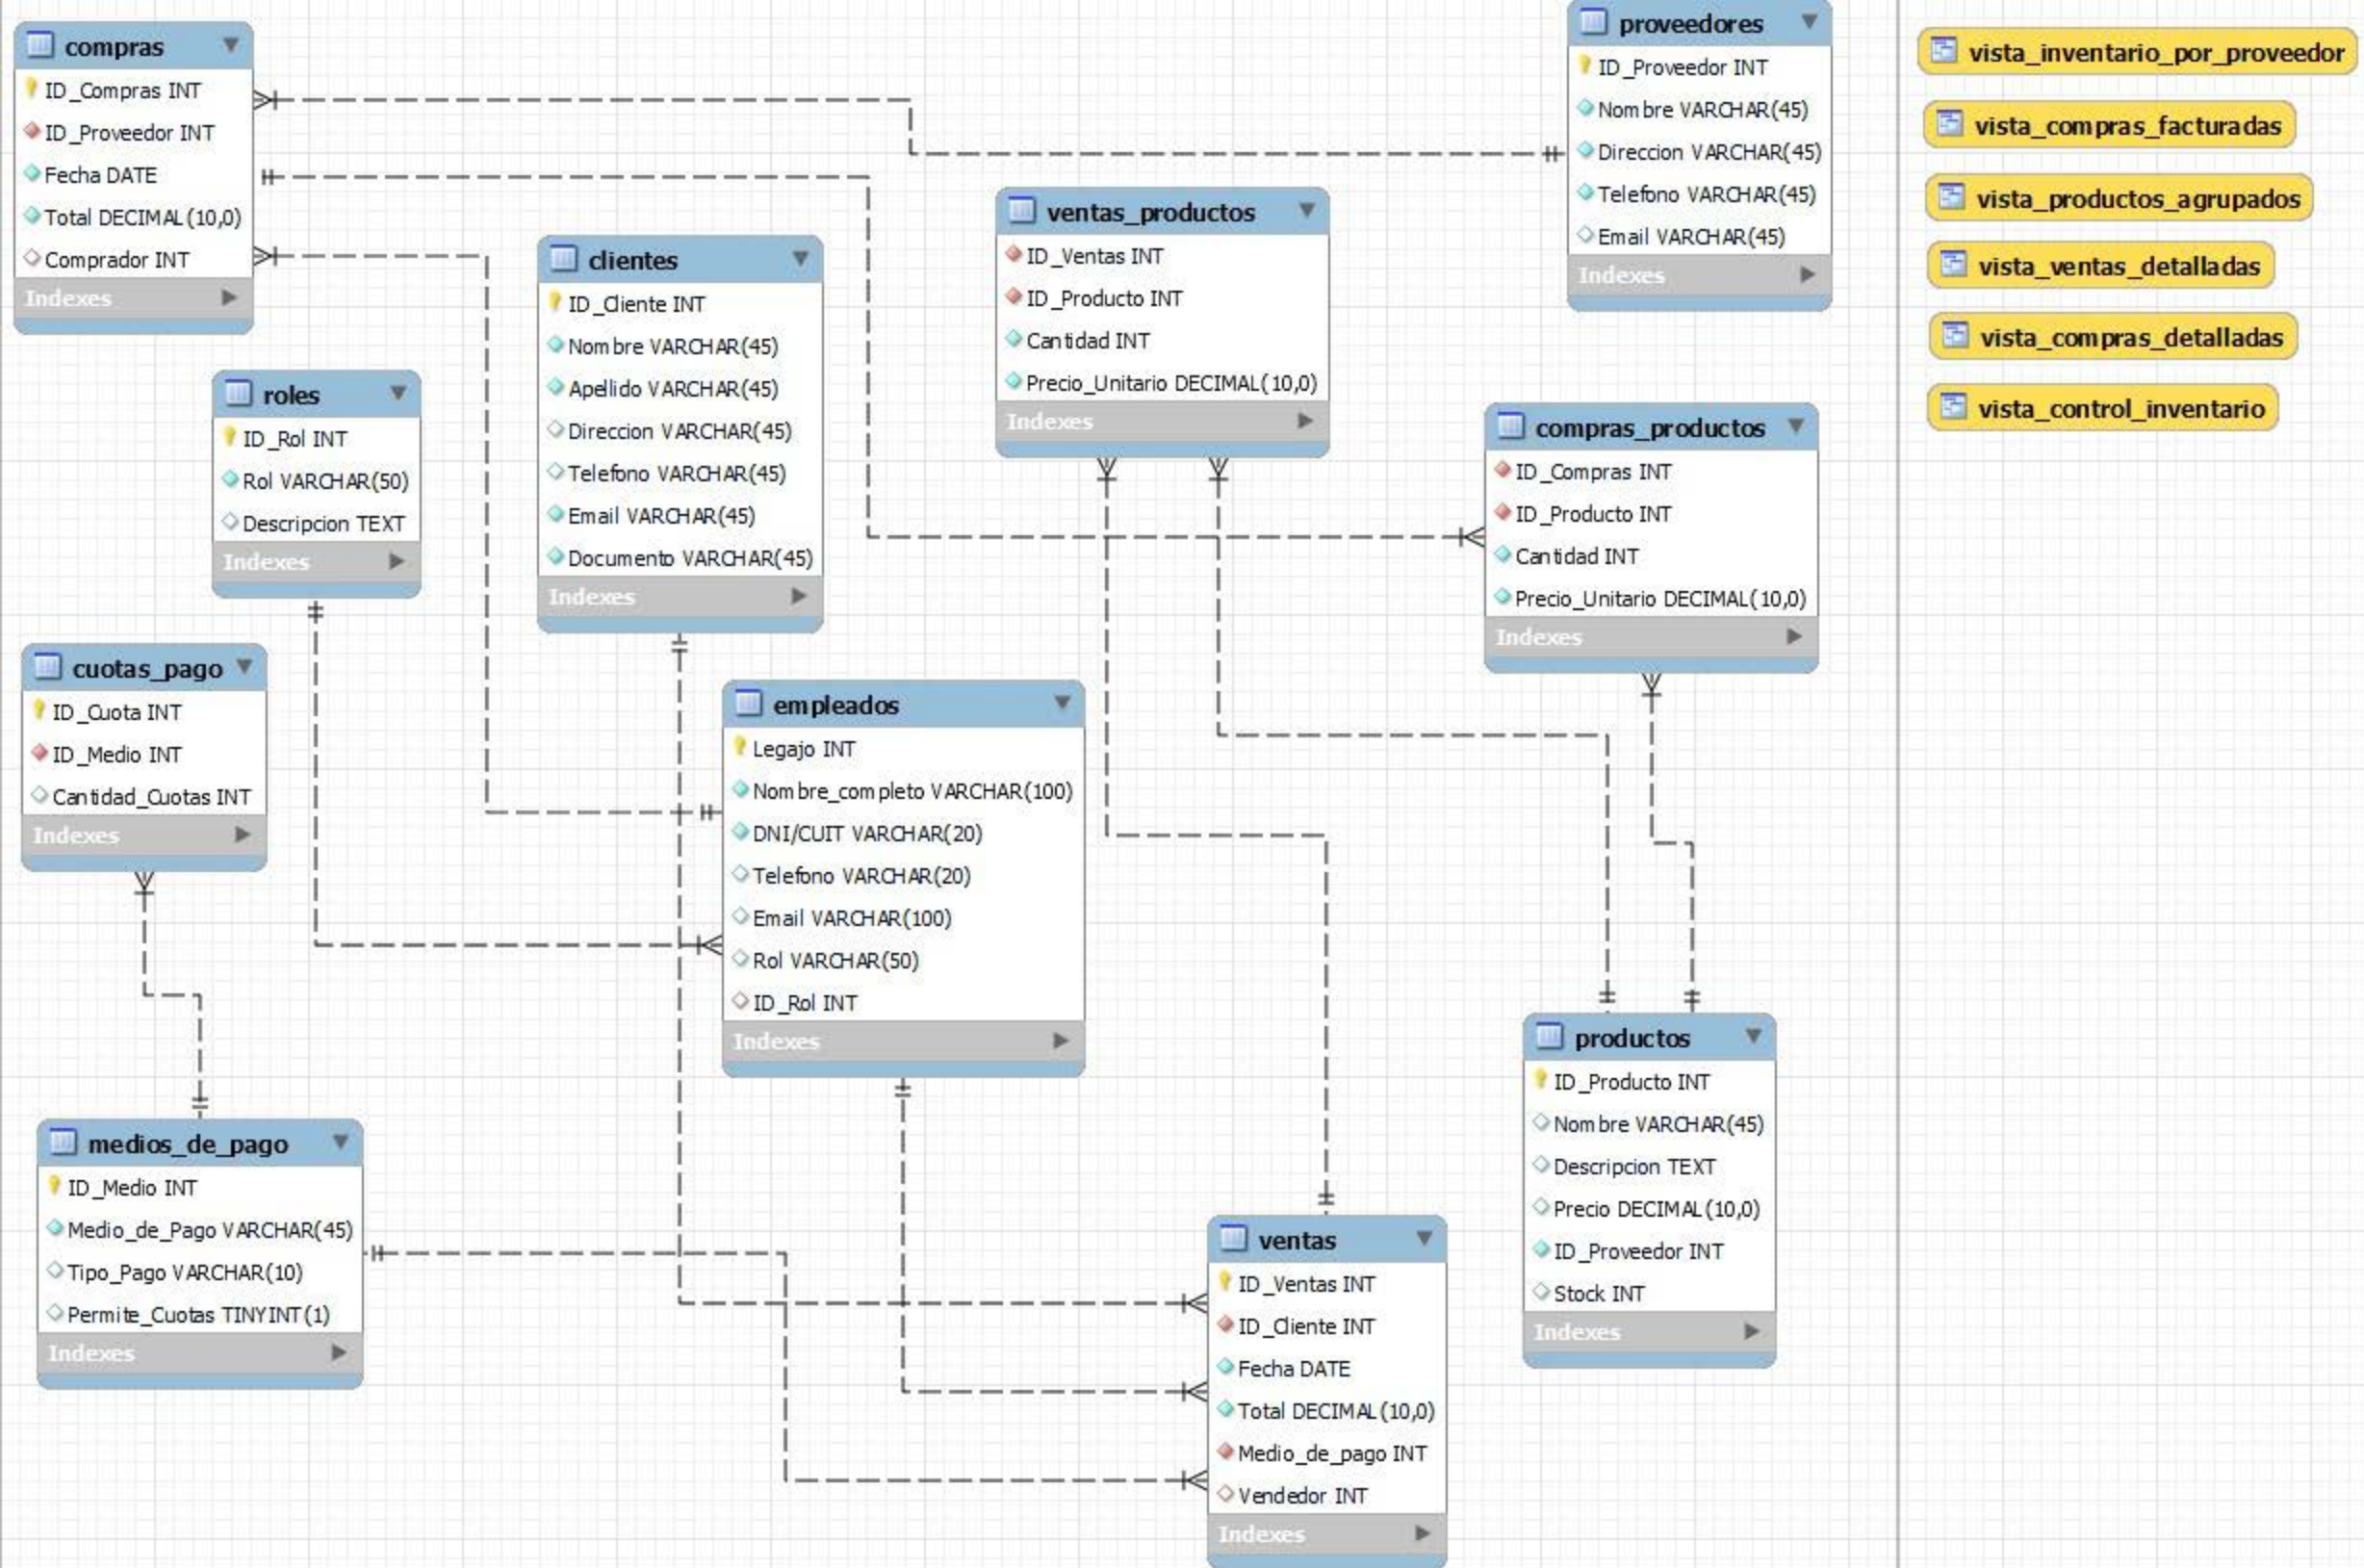 compras
ID_Compras INT
ID_Proveedor INT
Fecha DATE
Total DECIMAL(10,0)
Comprador INT
Indexes
proveedores
ID_Proveedor INT
Nombre VARCHAR(45)
Direccion VARCHAR(45)
Telefono VARCHAR(45)
Email VARCHAR(45)
Indexes
ventas_productos
ID_Ventas INT
ID_Producto INT
Cantidad INT
Precio_Unitario DECIMAL(10,0)
Indexes
clientes
ID_Cliente INT
Nombre VARCHAR(45)
Apellido VARCHAR(45)
Direccion VARCHAR(45)
Telefono VARCHAR(45)
Email VARCHAR(45)
Documento VARCHAR(45)
Indexes
roles
ID_Rol INT
Rol VARCHAR(50)
Descripcion TEXT
Indexes
compras_productos
ID_Compras INT
ID_Producto INT
Cantidad INT
Precio_Unitario DECIMAL(10,0)
Indexes
cuotas_pago
ID_Cuota INT
ID_Medio INT
Cantidad_Cuotas INT
Indexes
empleados
Legajo INT
Nombre_completo VARCHAR(100)
DNI/CUIT VARCHAR(20)
Telefono VARCHAR(20)
Email VARCHAR(100)
Rol VARCHAR(50)
ID_Rol INT
Indexes
medios_de_pago
ID_Medio INT
Medio_de_Pago VARCHAR(45)
Tipo_Pago VARCHAR(10)
Permite_Cuotas TINYINT(1)
Indexes
productos
ID_Producto INT
Nombre VARCHAR(45)
Descripcion TEXT
Precio DECIMAL(10,0)
ID_Proveedor INT
Stock INT
Indexes
ventas
ID_Ventas INT
ID_Cliente INT
Fecha DATE
Total DECIMAL(10,0)
Medio_de_pago INT
Vendedor INT
Indexes
vista_inventario_por_proveedor
vista_compras_facturadas
vista_productos_agrupados
vista_ventas_detalladas
vista_compras_detalladas
vista_control_inventario